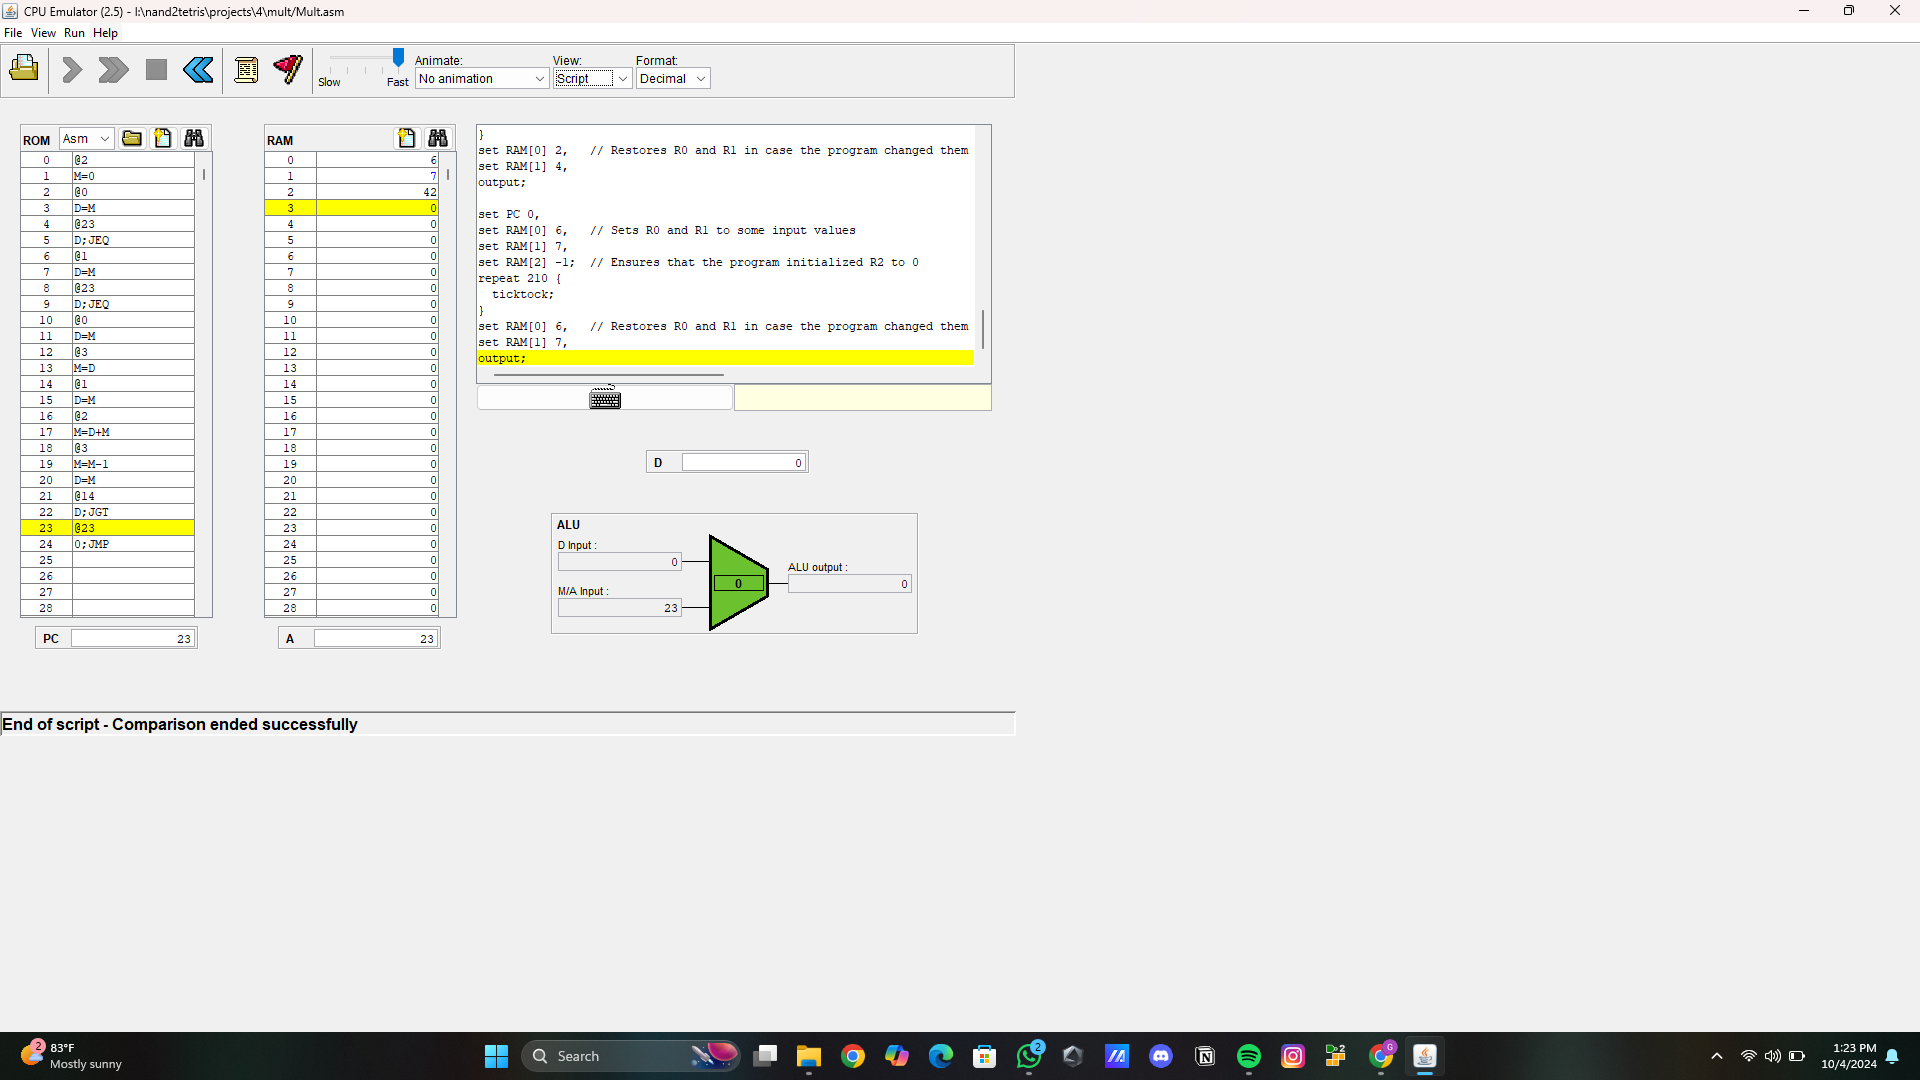 CPU Emulator (2.5) - I:\nand2tetris\projects\4\mult/Mult.asm
File View Run Help
Slow Fast
Animate: View: Format:
No animation Script Decimal
ROM Asm
0 @2
1 M=0
2 @0
3 D=M
4 @23
5 D;JEQ
6 @1
7 D=M
8 @23
9 D;JEQ
10 @0
11 D=M
12 @3
13 M=D
14 @1
15 D=M
16 @2
17 M=D+M
18 @3
19 M=M-1
20 D=M
21 @14
22 D;JGT
23 @23
24 0;JMP
25
26
27
28
PC 23
RAM
0 6
1 7
2 42
3 0
4 0
5 0
6 0
7 0
8 0
9 0
10 0
11 0
12 0
13 0
14 0
15 0
16 0
17 0
18 0
19 0
20 0
21 0
22 0
23 0
24 0
25 0
26 0
27 0
28 0
A 23
}
set RAM[0] 2,   // Restores R0 and R1 in case the program changed them
set RAM[1] 4,
output;
set PC 0,
set RAM[0] 6,   // Sets R0 and R1 to some input values
set RAM[1] 7,
set RAM[2] -1;  // Ensures that the program initialized R2 to 0
repeat 210 {
ticktock;
}
set RAM[0] 6,   // Restores R0 and R1 in case the program changed them
set RAM[1] 7,
output;
D 0
ALU
D Input :
0
M/A Input :
23
0
ALU output :
0
End of script - Comparison ended successfully
2
83°F
Mostly sunny
Search
2
G
1:23 PM
10/4/2024